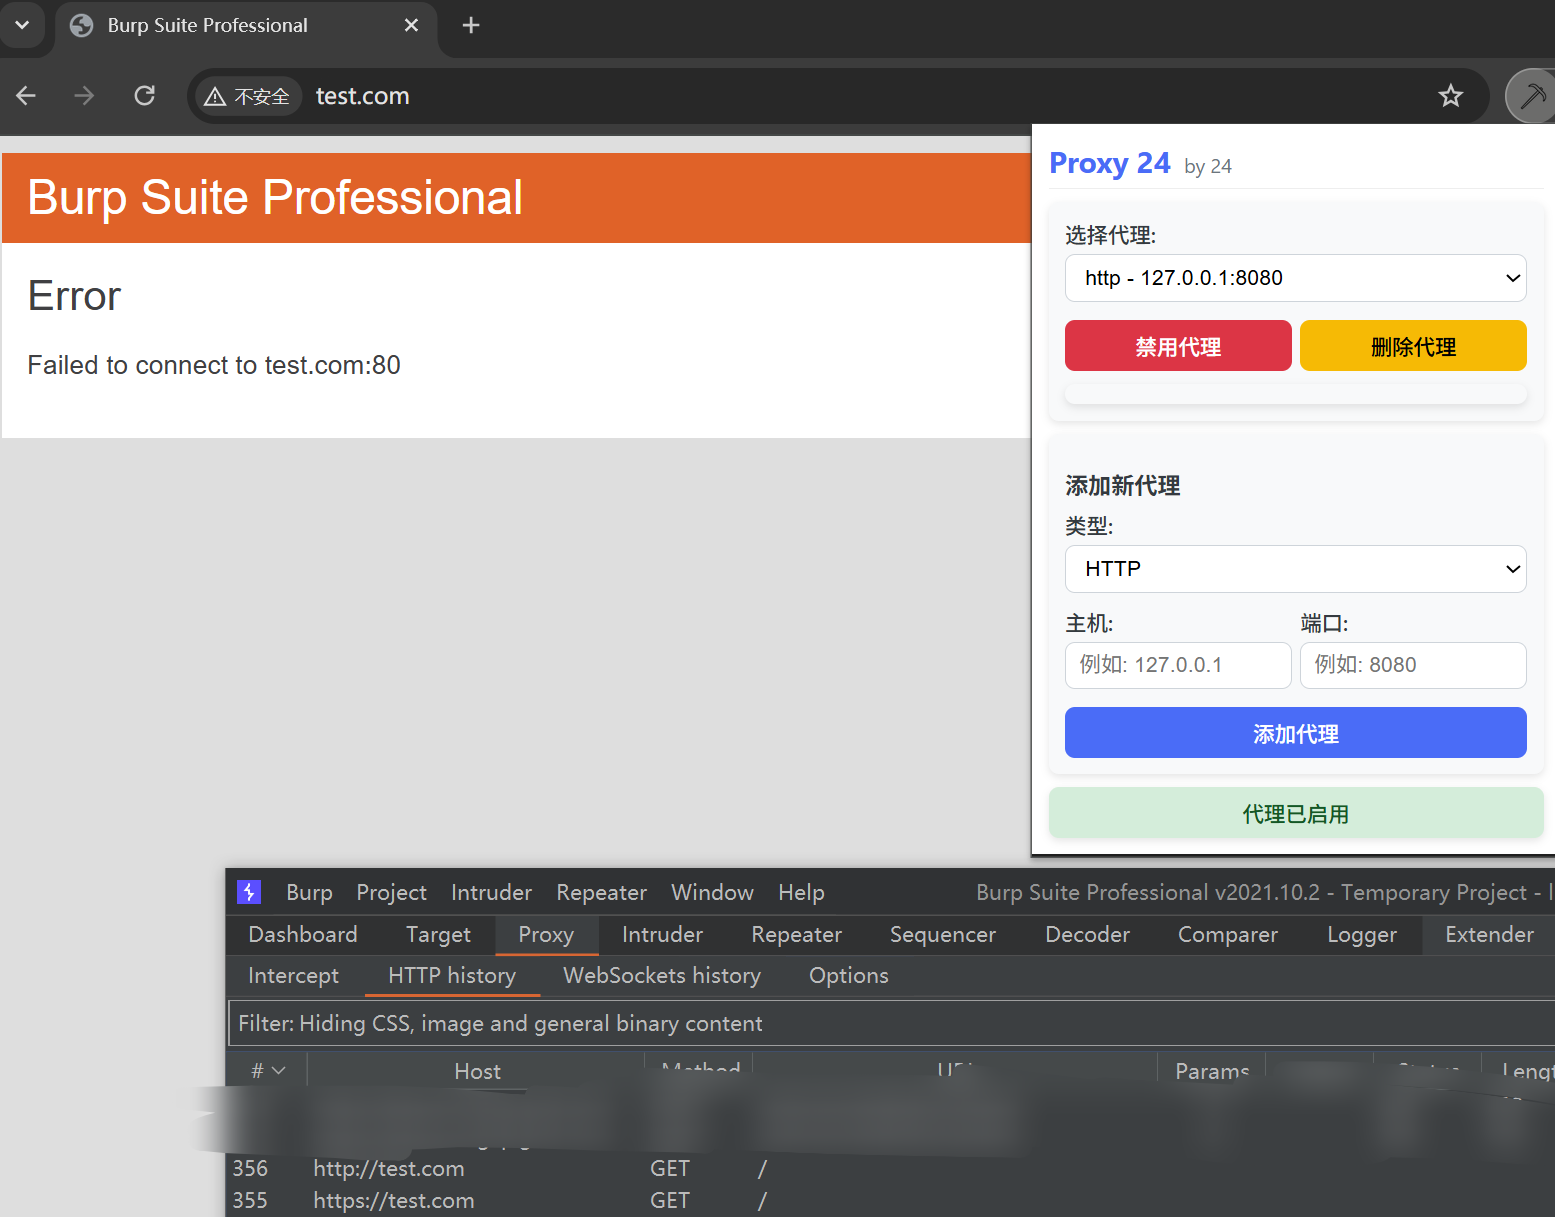 Burp Suite Professional
不安全 test.com
Burp Suite Professional
Error
Failed to connect to test.com:80
Proxy 24 by 24
选择代理:
http - 127.0.0.1:8080
禁用代理 删除代理
添加新代理
类型:
HTTP
主机: 端口:
例如: 127.0.0.1 例如: 8080
添加代理
代理已启用
Burp Project Intruder Repeater Window Help Burp Suite Professional v2021.10.2 - Temporary Project - l
Dashboard Target Proxy Intruder Repeater Sequencer Decoder Comparer Logger Extender
Intercept HTTP history WebSockets history Options
Filter: Hiding CSS, image and general binary content
# Host Method Params
356 http://test.com GET /
355 https://test.com GET /